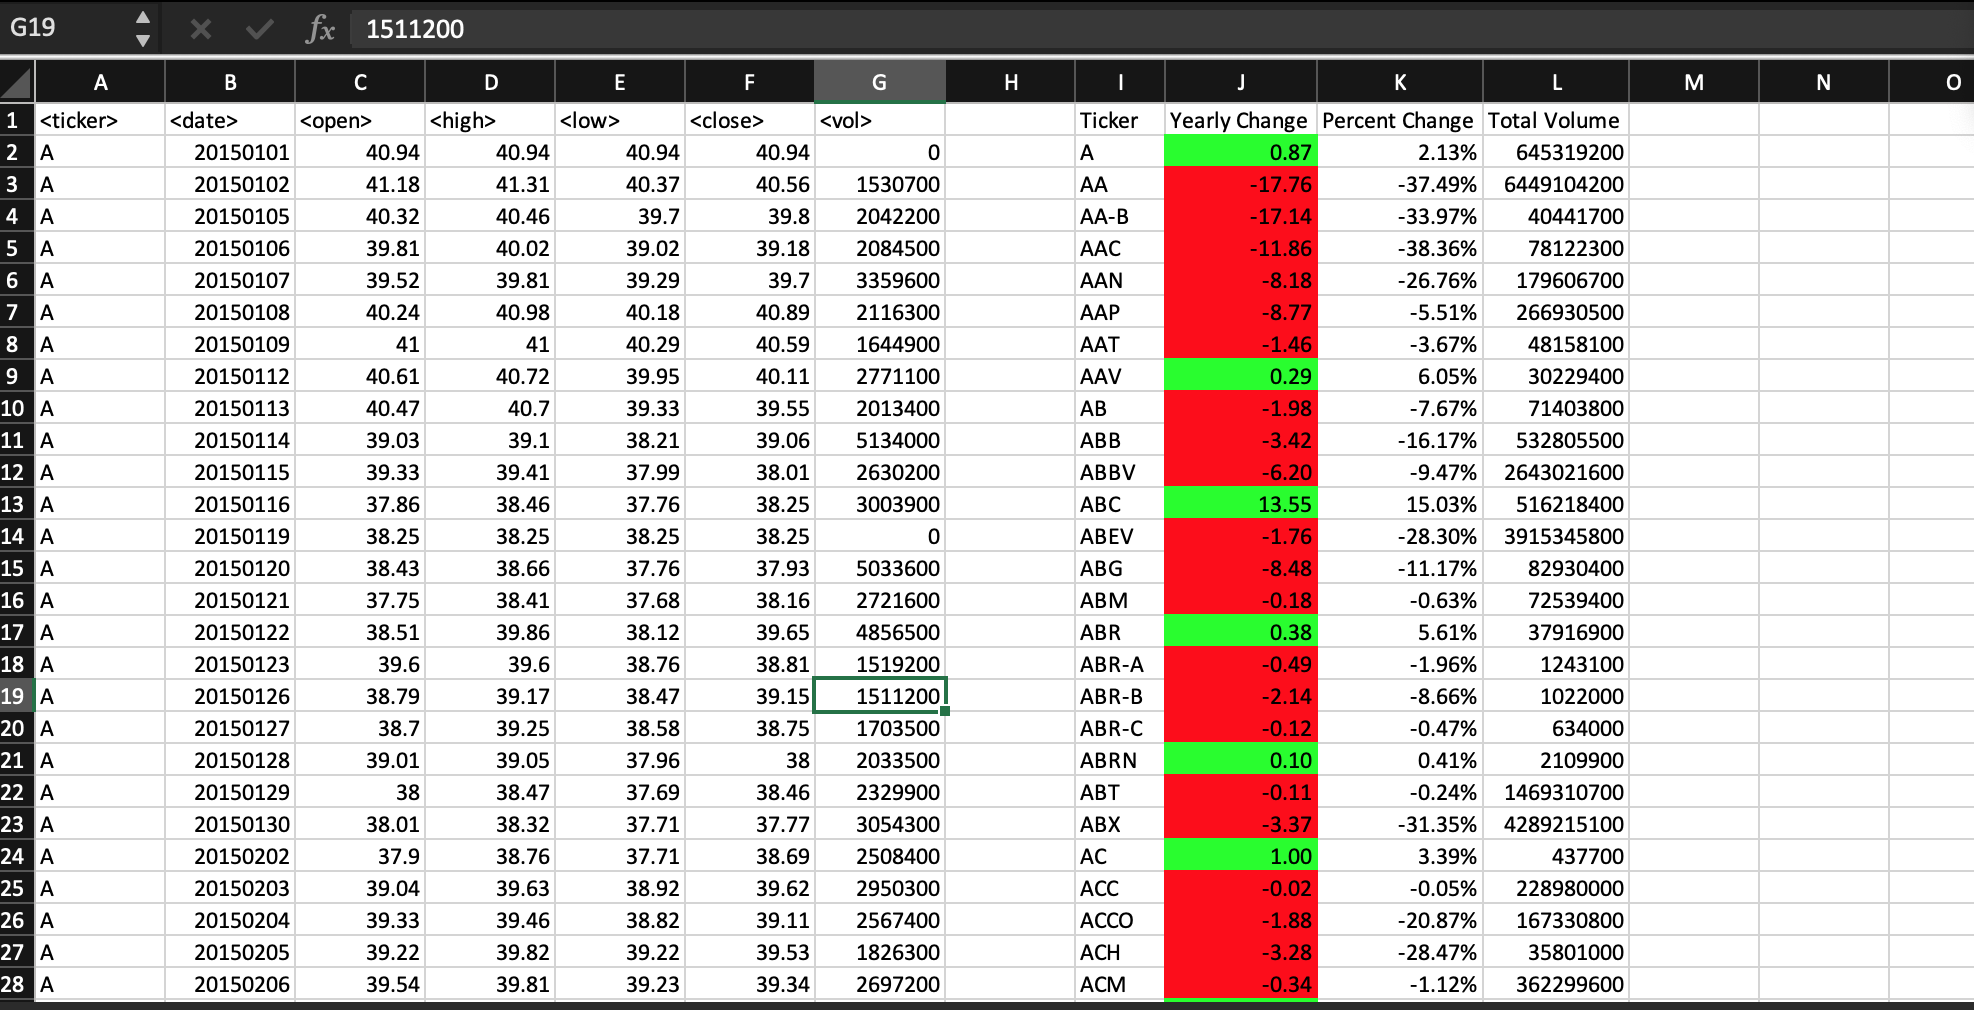 G19 fx 1511200
A B C D E F G H I J K L M N O
1 <ticker> <date> <open> <high> <low> <close> <vol> Ticker Yearly Change Percent Change Total Volume
2 A 20150101 40.94 40.94 40.94 40.94 0 A 0.87 2.13% 645319200
3 A 20150102 41.18 41.31 40.37 40.56 1530700 AA -17.76 -37.49% 6449104200
4 A 20150105 40.32 40.46 39.7 39.8 2042200 AA-B -17.14 -33.97% 40441700
5 A 20150106 39.81 40.02 39.02 39.18 2084500 AAC -11.86 -38.36% 78122300
6 A 20150107 39.52 39.81 39.29 39.7 3359600 AAN -8.18 -26.76% 179606700
7 A 20150108 40.24 40.98 40.18 40.89 2116300 AAP -8.77 -5.51% 266930500
8 A 20150109 41 41 40.29 40.59 1644900 AAT -1.46 -3.67% 48158100
9 A 20150112 40.61 40.72 39.95 40.11 2771100 AAV 0.29 6.05% 30229400
10 A 20150113 40.47 40.7 39.33 39.55 2013400 AB -1.98 -7.67% 71403800
11 A 20150114 39.03 39.1 38.21 39.06 5134000 ABB -3.42 -16.17% 532805500
12 A 20150115 39.33 39.41 37.99 38.01 2630200 ABBV -6.20 -9.47% 2643021600
13 A 20150116 37.86 38.46 37.76 38.25 3003900 ABC 13.55 15.03% 516218400
14 A 20150119 38.25 38.25 38.25 38.25 0 ABEV -1.76 -28.30% 3915345800
15 A 20150120 38.43 38.66 37.76 37.93 5033600 ABG -8.48 -11.17% 82930400
16 A 20150121 37.75 38.41 37.68 38.16 2721600 ABM -0.18 -0.63% 72539400
17 A 20150122 38.51 39.86 38.12 39.65 4856500 ABR 0.38 5.61% 37916900
18 A 20150123 39.6 39.6 38.76 38.81 1519200 ABR-A -0.49 -1.96% 1243100
19 A 20150126 38.79 39.17 38.47 39.15 1511200 ABR-B -2.14 -8.66% 1022000
20 A 20150127 38.7 39.25 38.58 38.75 1703500 ABR-C -0.12 -0.47% 634000
21 A 20150128 39.01 39.05 37.96 38 2033500 ABRN 0.10 0.41% 2109900
22 A 20150129 38 38.47 37.69 38.46 2329900 ABT -0.11 -0.24% 1469310700
23 A 20150130 38.01 38.32 37.71 37.77 3054300 ABX -3.37 -31.35% 4289215100
24 A 20150202 37.9 38.76 37.71 38.69 2508400 AC 1.00 3.39% 437700
25 A 20150203 39.04 39.63 38.92 39.62 2950300 ACC -0.02 -0.05% 228980000
26 A 20150204 39.33 39.46 38.82 39.11 2567400 ACCO -1.88 -20.87% 167330800
27 A 20150205 39.22 39.82 39.22 39.53 1826300 ACH -3.28 -28.47% 35801000
28 A 20150206 39.54 39.81 39.23 39.34 2697200 ACM -0.34 -1.12% 362299600